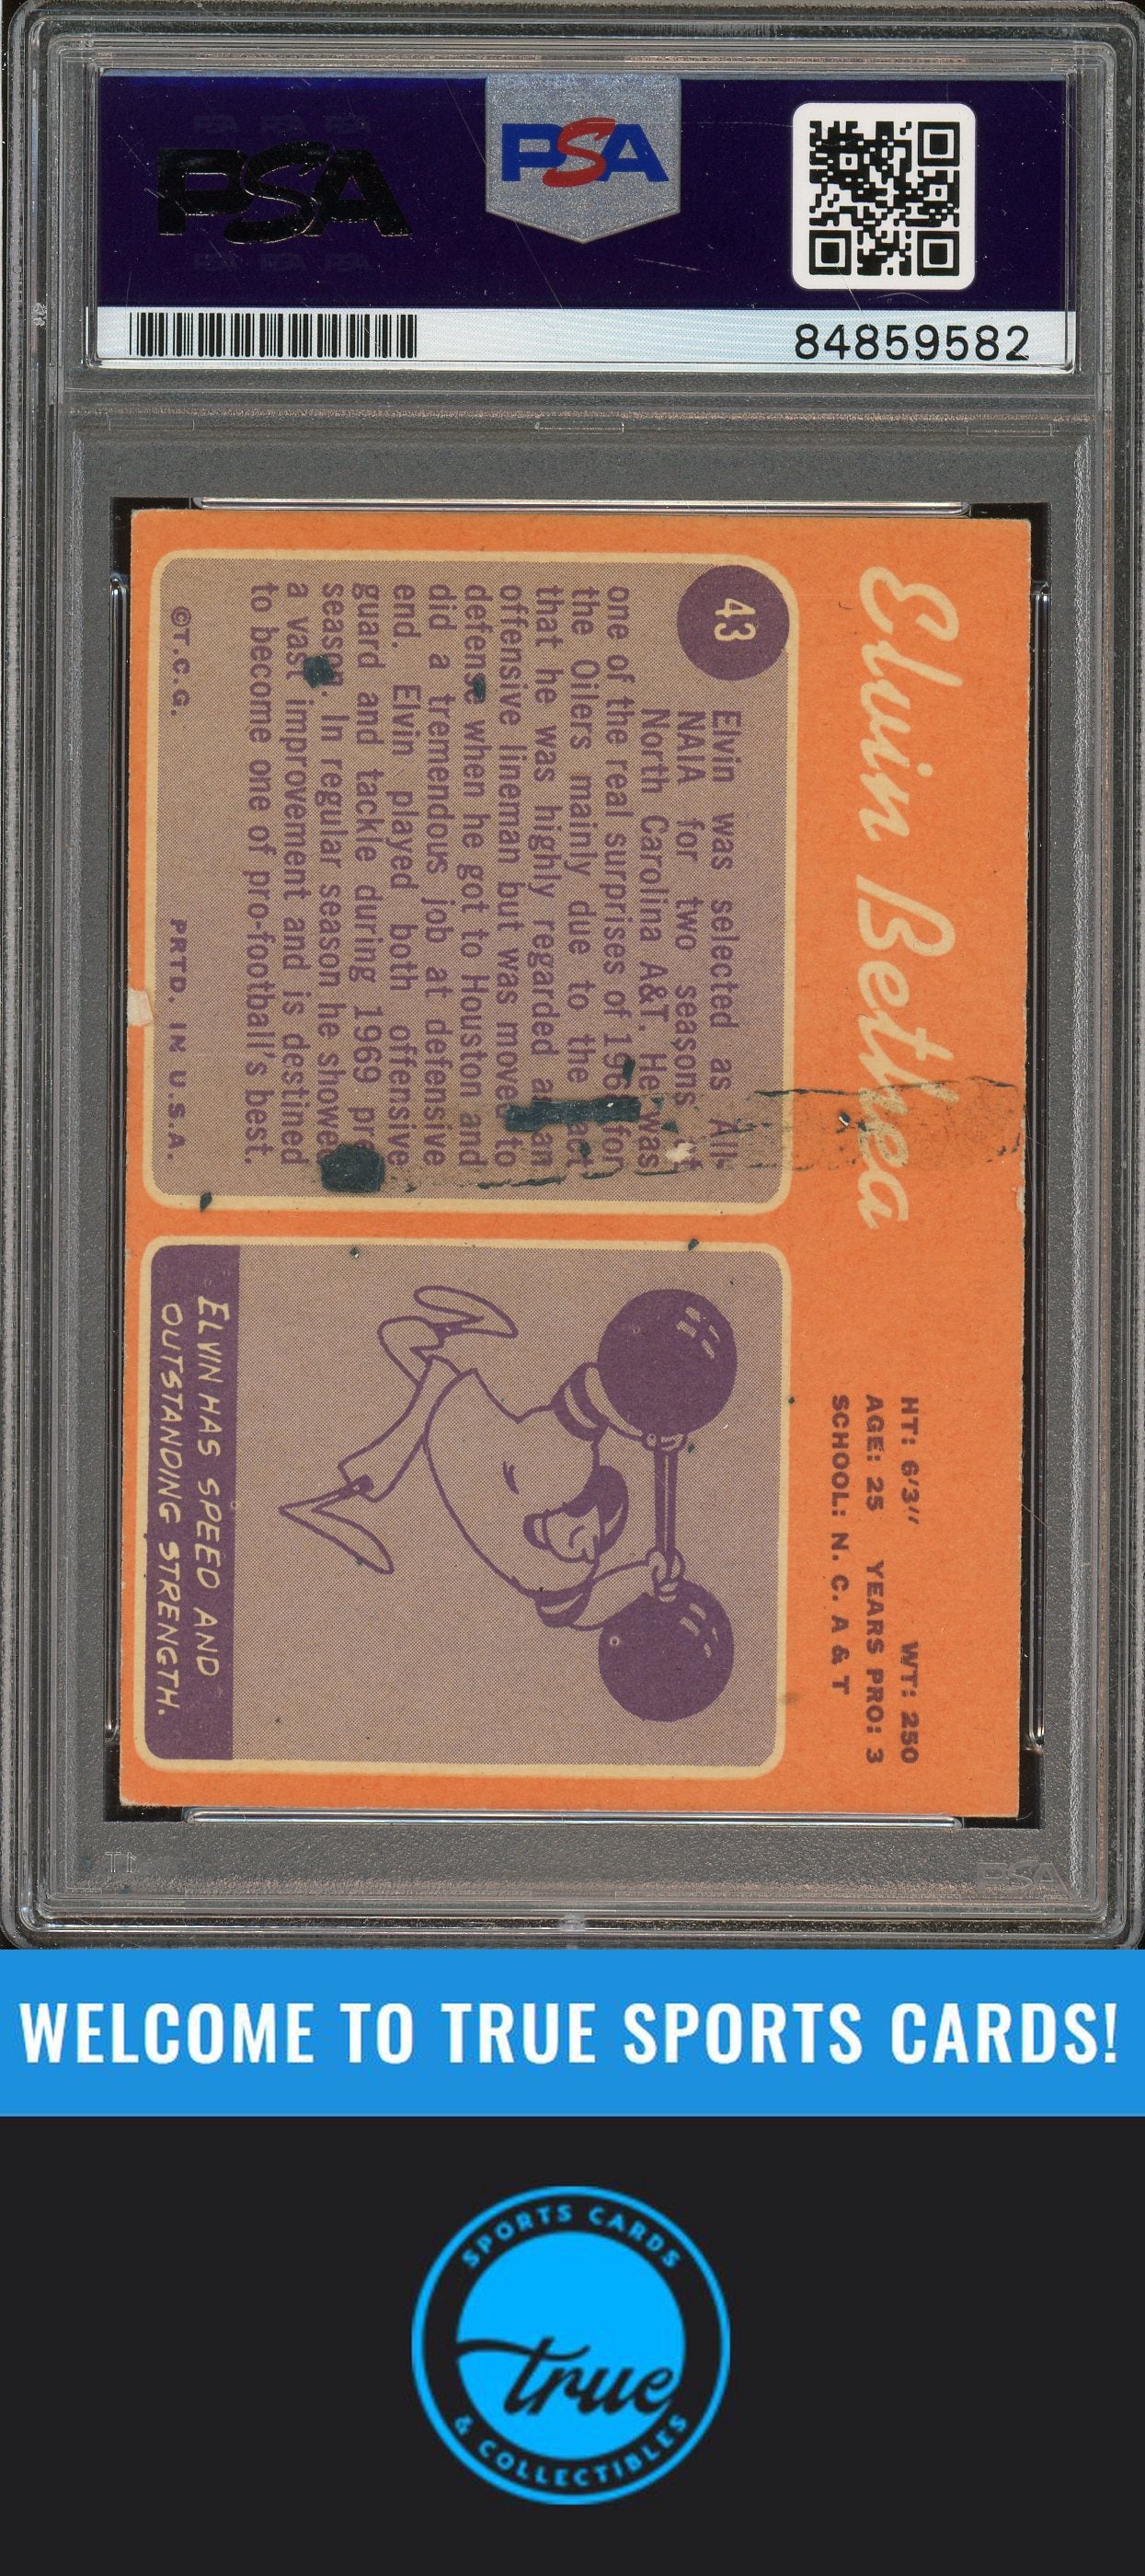 PSA
PSA
84859582
Elvin Bethea
HT: 6'3" WT: 250
AGE: 25 YEARS PRO: 3
SCHOOL: N. C. A & T
43
Elvin was selected as All-
NAIA for two seasons
North Carolina A&T. He was
one of the real surprises of 196 for
the Oilers mainly due to the act
that he was highly regarded as an
offensive lineman but was moved to
defense when he got to Houston and
did a tremendous job at defensive
end. Elvin played both offensive
guard and tackle during 1969 pre
season. In regular season he showed
a vast improvement and is destined
to become one of pro-football's best.
©T.C.G. PRTD. IN U.S.A.
ELVIN HAS SPEED AND
OUTSTANDING STRENGTH.
PSA
WELCOME TO TRUE SPORTS CARDS!
SPORTS CARDS
true
& COLLECTIBLES